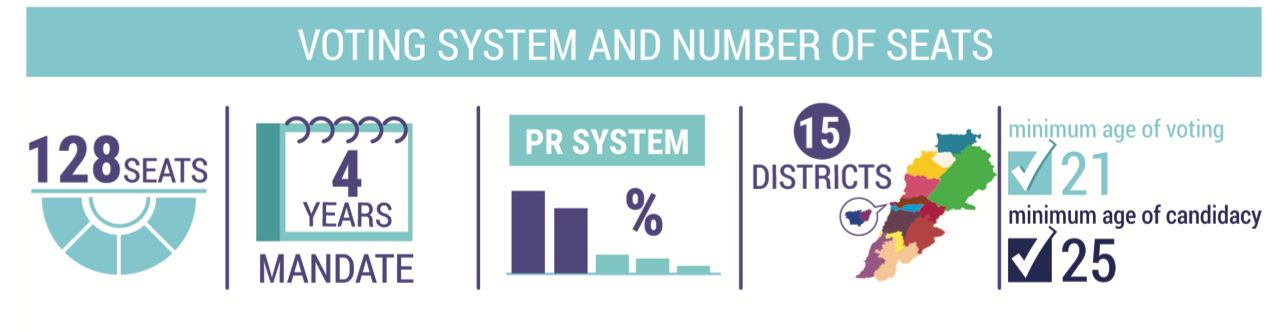 VOTING SYSTEM AND NUMBER OF SEATS
128 SEATS
4
YEARS
MANDATE
PR SYSTEM
%
15
DISTRICTS
minimum age of voting
21
minimum age of candidacy
25